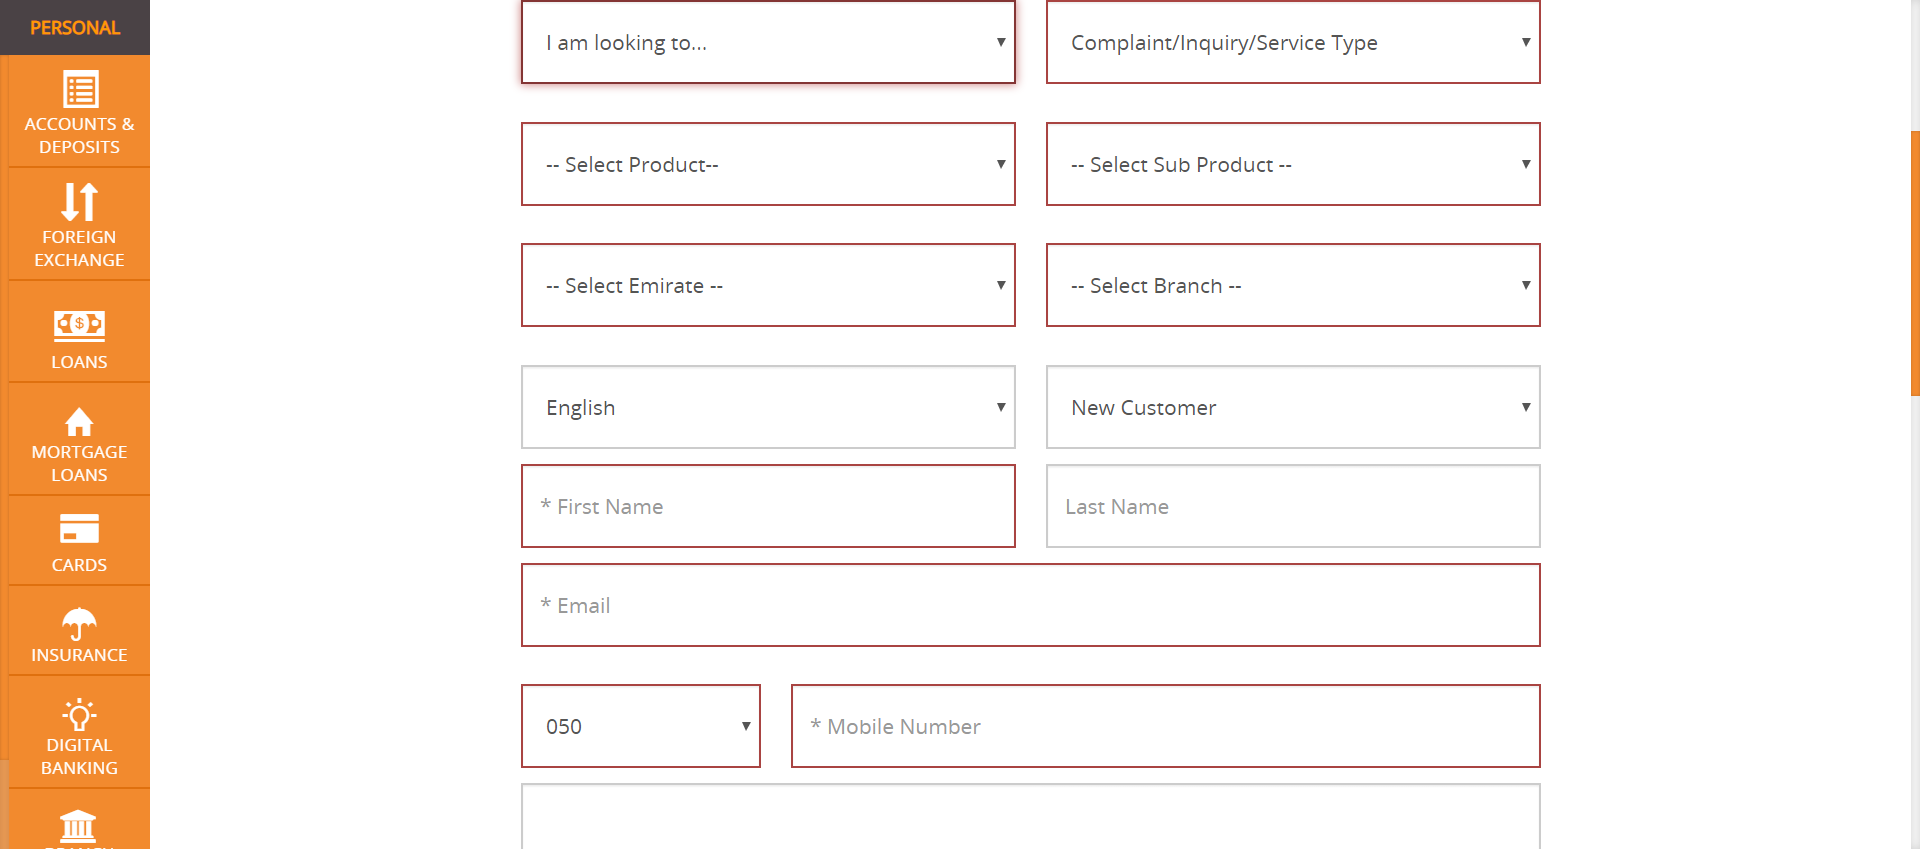 PERSONAL
ACCOUNTS &
DEPOSITS
FOREIGN
EXCHANGE
LOANS
MORTGAGE
LOANS
CARDS
INSURANCE
DIGITAL
BANKING
I am looking to...
Complaint/Inquiry/Service Type
-- Select Product--
-- Select Sub Product --
-- Select Emirate --
-- Select Branch --
English
New Customer
* First Name
Last Name
* Email
050
* Mobile Number